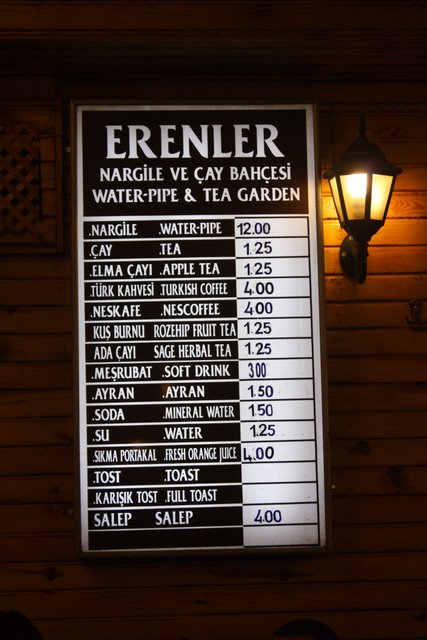 ERENLER
NARGİLE VE ÇAY BAHÇESİ
WATER-PIPE & TEA GARDEN
.NARGİLE .WATER-PIPE 12.00
.ÇAY .TEA 1.25
.ELMA ÇAYI .APPLE TEA 1.25
.TÜRK KAHVESİ .TURKISH COFFEE 4.00
.NESKAFE .NESCOFFEE 4.00
KUŞ BURNU ROZEHIP FRUIT TEA 1.25
ADA ÇAYI SAGE HERBAL TEA 1.25
.MEŞRUBAT .SOFT DRINK 3.00
.AYRAN .AYRAN 1.50
.SODA .MINERAL WATER 1.50
.SU .WATER 1.25
.SIKMA PORTAKAL .FRESH ORANGE JUICE 4.00
.TOST .TOAST
.KARIŞIK TOST .FULL TOAST
SALEP SALEP 4.00